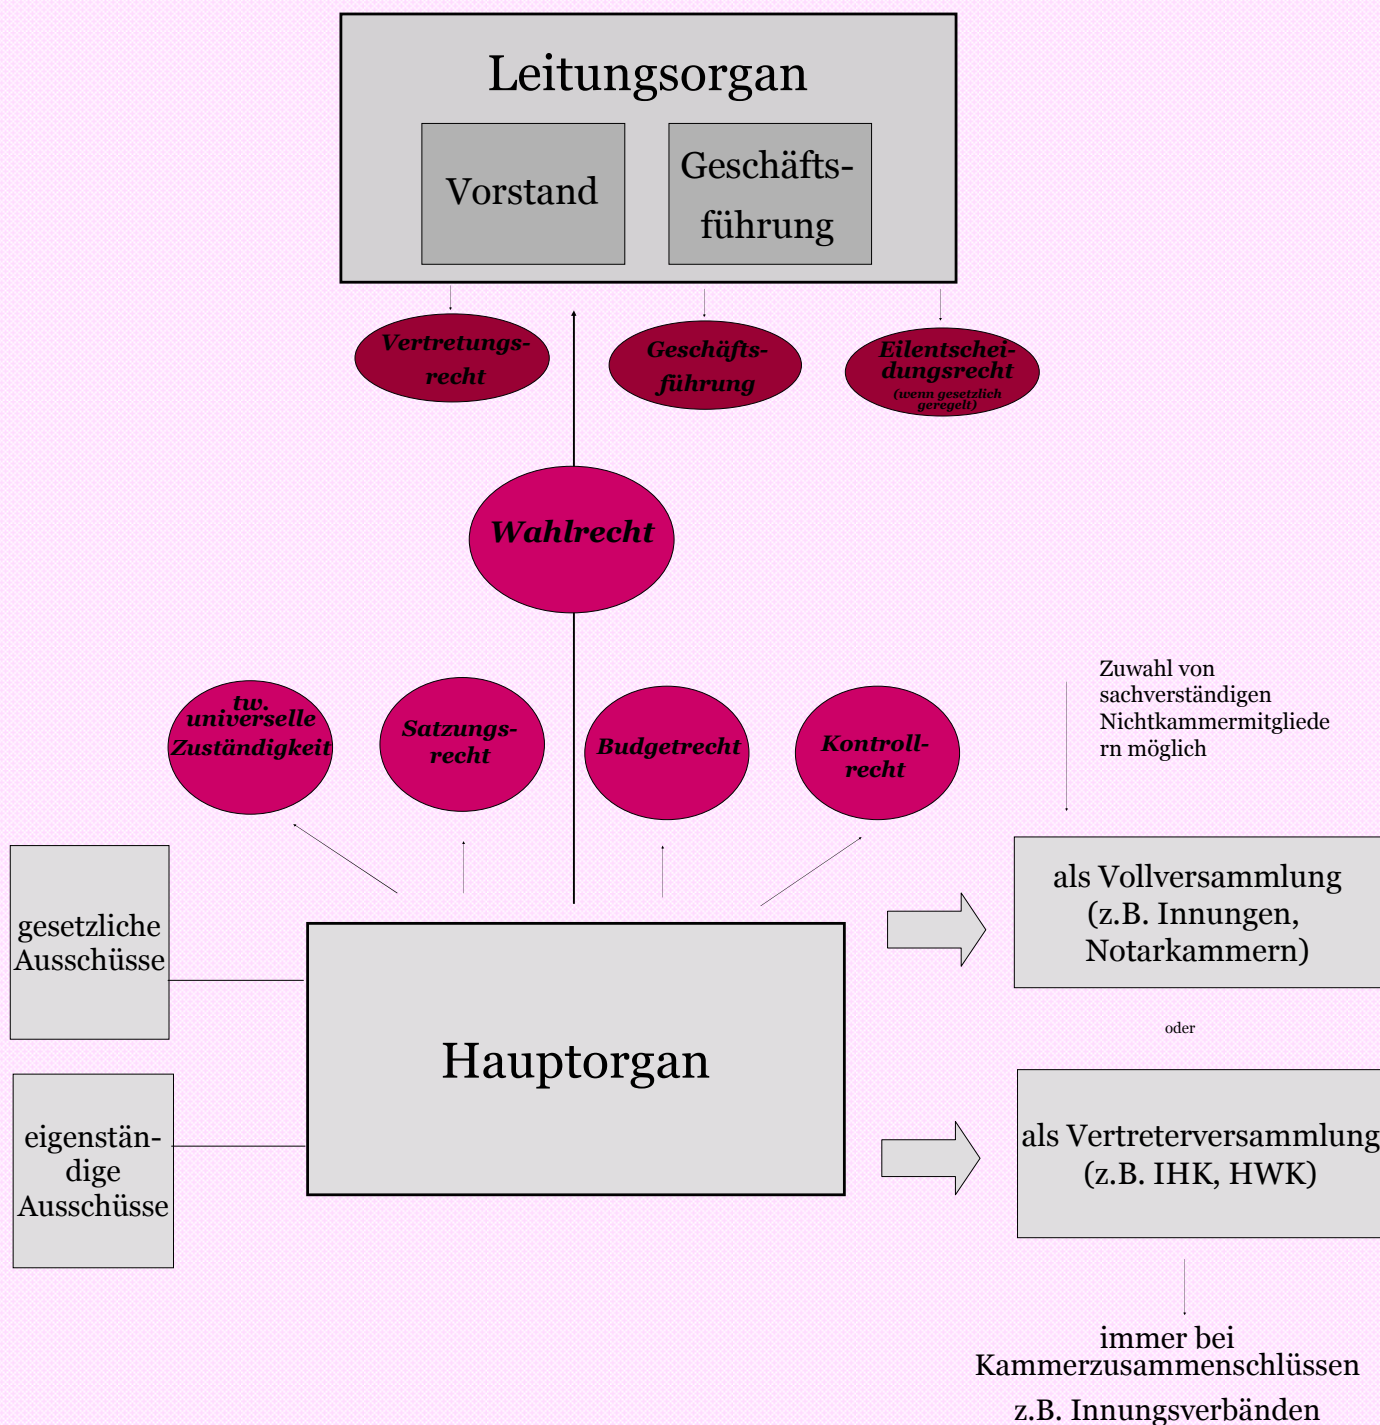 Leitungsorgan
Vorstand
Geschäfts-
führung
Vertretungs-
recht
Geschäfts-
führung
Eilentschei-
dungsrecht
(wenn gesetzlich
geregelt)
Wahlrecht
Zuwahl von
sachverständigen
Nichtkammermitgliede
rn möglich
tw.
universelle
Zuständigkeit
Satzungs-
recht
Budgetrecht
Kontroll-
recht
gesetzliche
Ausschüsse
als Vollversammlung
(z.B. Innungen,
Notarkammern)
oder
Hauptorgan
eigenstän-
dige
Ausschüsse
als Vertreterversammlung
(z.B. IHK, HWK)
immer bei
Kammerzusammenschlüssen
z.B. Innungsverbänden